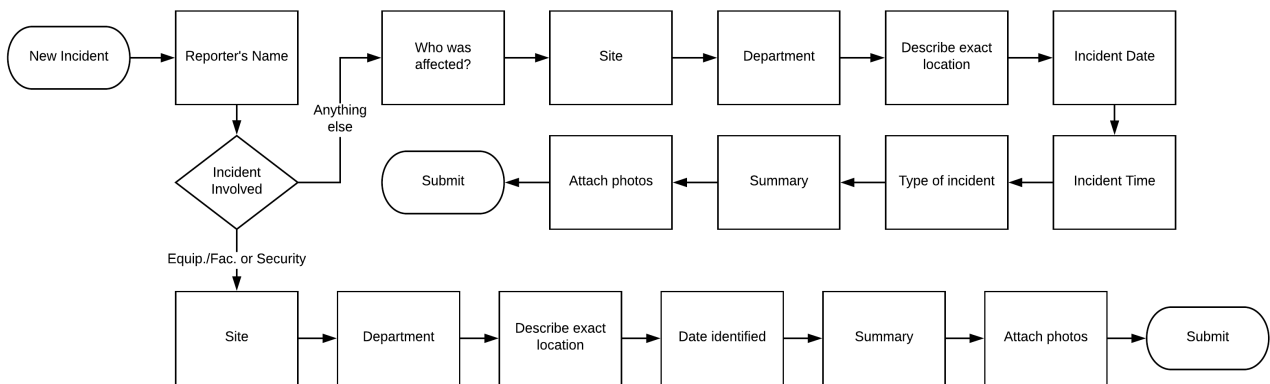 New Incident
Reporter's Name
Who was
affected?
Site
Department
Describe exact
location
Incident Date
Anything
else
Incident
Involved
Submit
Attach photos
Summary
Type of incident
Incident Time
Equip./Fac. or Security
Site
Department
Describe exact
location
Date identified
Summary
Attach photos
Submit